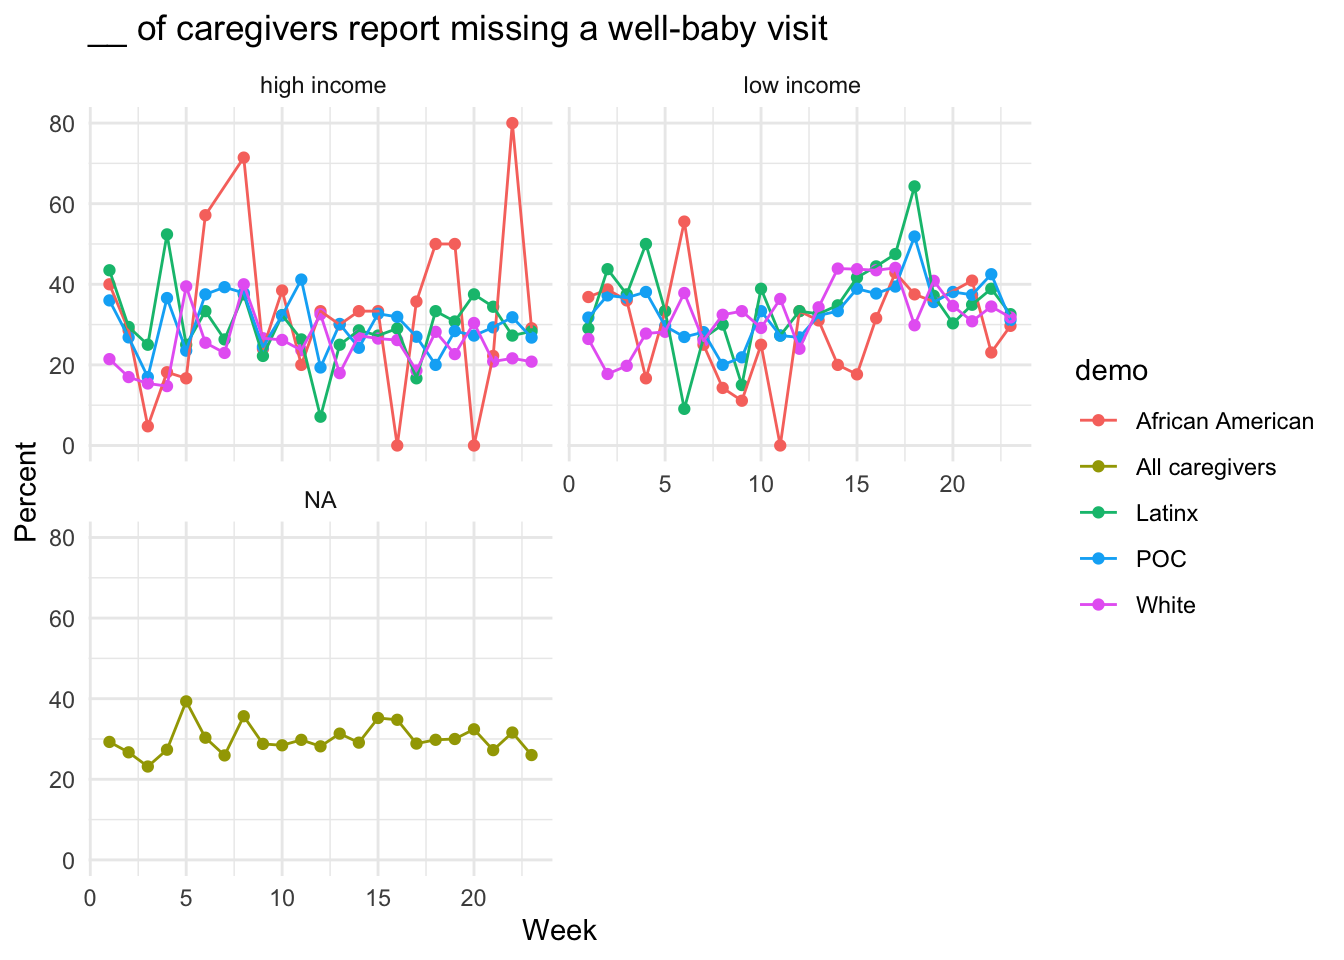 __ of caregivers report missing a well-baby visit
high income
low income
80
60
40
20
0
0 5 10 15 20
NA
80
60
40
20
0
0 5 10 15 20
Percent
Week
demo
African American
All caregivers
Latinx
POC
White